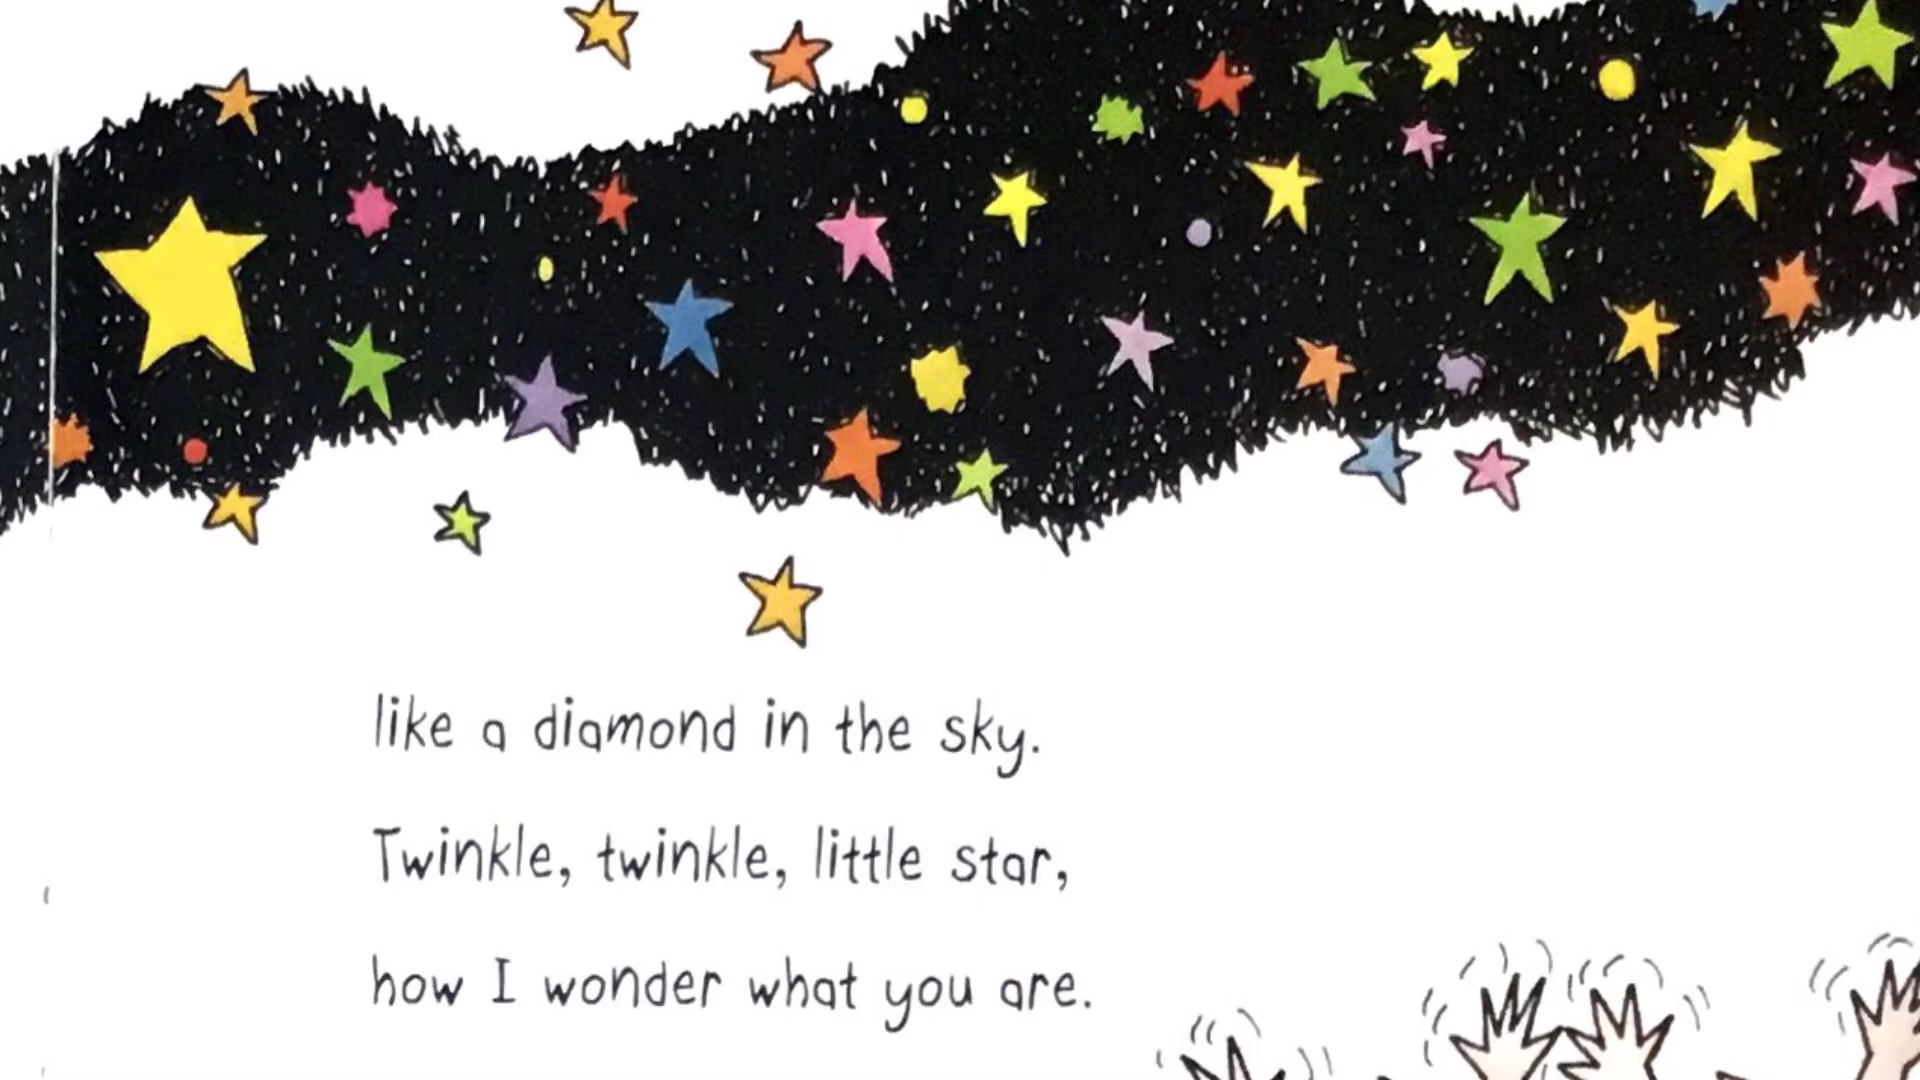 like a diamond in the sky.
Twinkle, twinkle, little star,
how I wonder what you are.